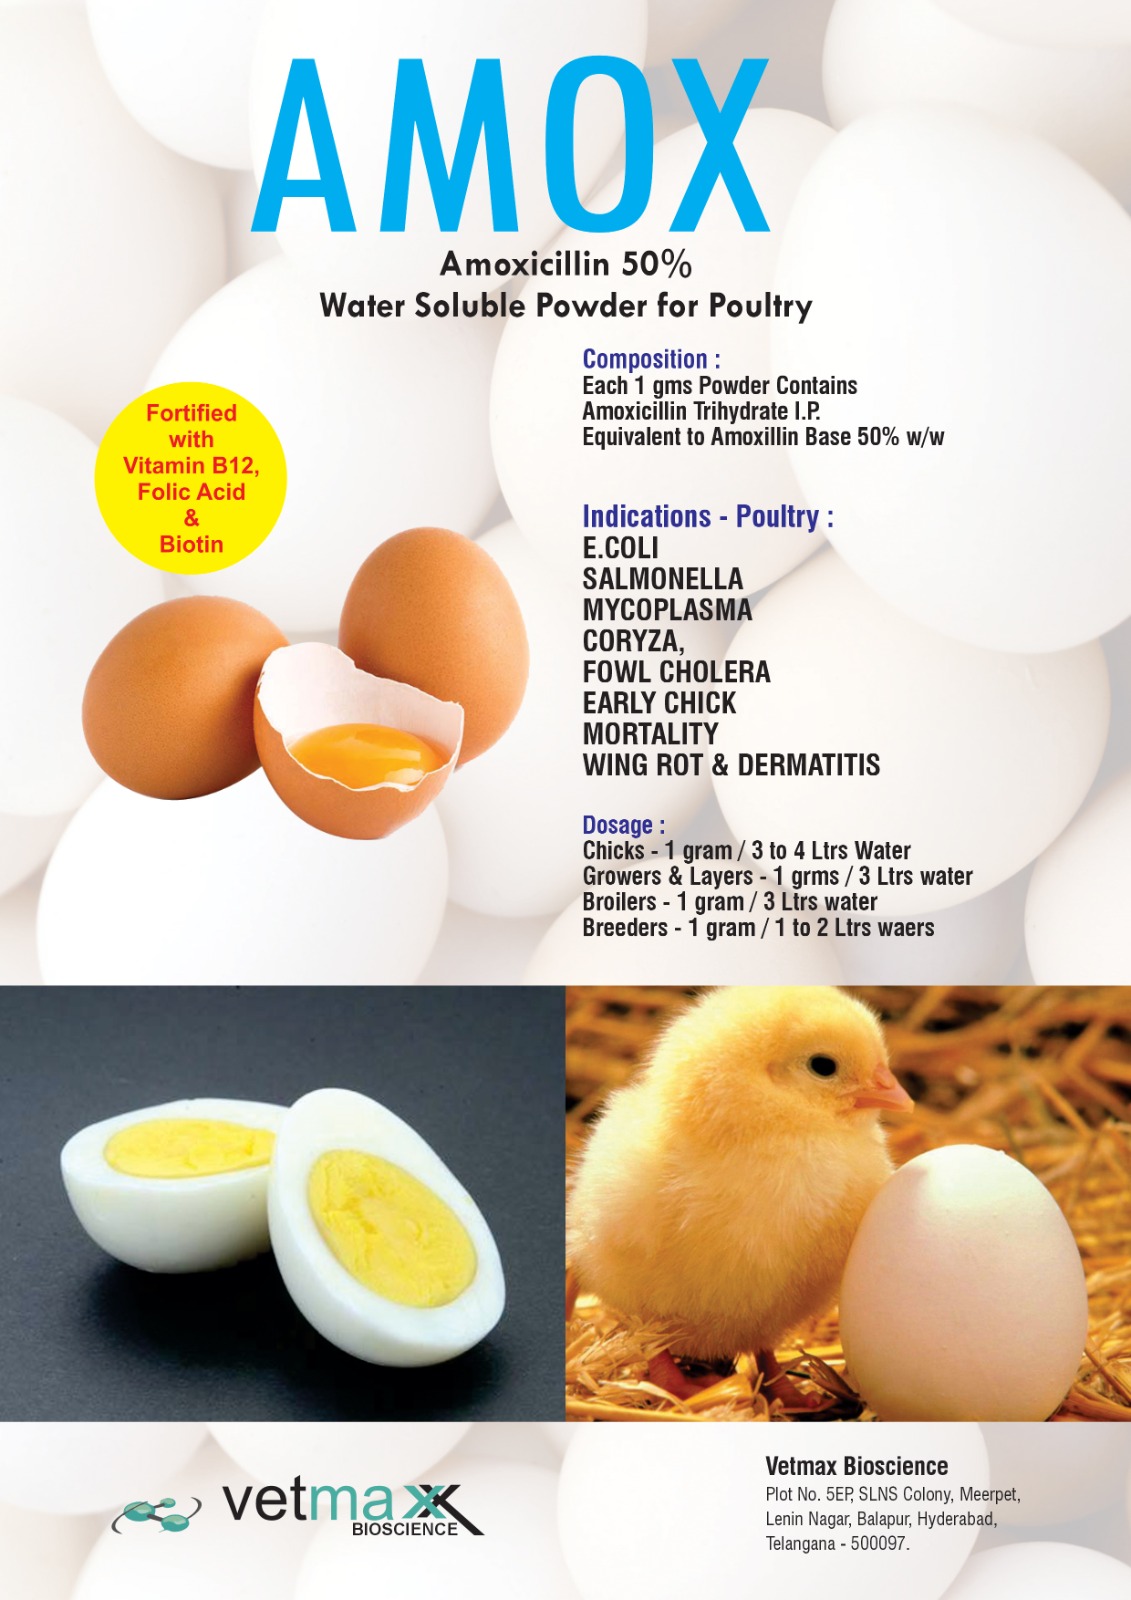 AMOX
Amoxicillin 50%
Water Soluble Powder for Poultry
Composition :
Each 1 gms Powder Contains
Amoxicillin Trihydrate I.P.
Equivalent to Amoxillin Base 50% w/w
Fortified
with
Vitamin B12,
Folic Acid
&
Biotin
Indications - Poultry :
E.COLI
SALMONELLA
MYCOPLASMA
CORYZA,
FOWL CHOLERA
EARLY CHICK
MORTALITY
WING ROT & DERMATITIS
Dosage :
Chicks - 1 gram / 3 to 4 Ltrs Water
Growers & Layers - 1 grms / 3 Ltrs water
Broilers - 1 gram / 3 Ltrs water
Breeders - 1 gram / 1 to 2 Ltrs waers
vetmaxx
BIOSCIENCE
Vetmax Bioscience
Plot No. 5EP, SLNS Colony, Meerpet,
Lenin Nagar, Balapur, Hyderabad,
Telangana - 500097.